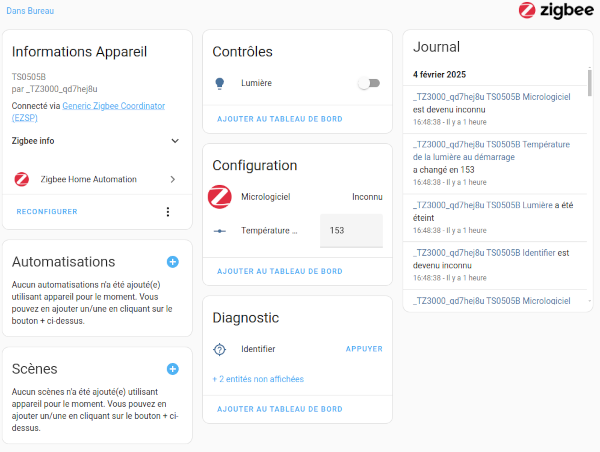 Dans Bureau
zigbee
Informations Appareil
TS0505B
par _TZ3000_qd7hej8u
Connecté via Generic Zigbee Coordinator
(EZSP)
Zigbee info
Zigbee Home Automation
RECONFIGURER
Automatisations
Aucun automatisations n'a été ajouté(e)
utilisant appareil pour le moment. Vous
pouvez en ajouter un/une en cliquant sur le
bouton + ci-dessus.
Scènes
Aucun scènes n'a été ajouté(e) utilisant
appareil pour le moment. Vous pouvez en
ajouter un/une en cliquant sur le bouton + ci-
dessus.
Contrôles
Lumière
AJOUTER AU TABLEAU DE BORD
Configuration
Micrologiciel
Inconnu
Température ...
153
AJOUTER AU TABLEAU DE BORD
Diagnostic
Identifier
APPUYER
+ 2 entités non affichées
AJOUTER AU TABLEAU DE BORD
Journal
4 février 2025
_TZ3000_qd7hej8u TS0505B Micrologiciel
est devenu inconnu
16:48:38 - Il y a 1 heure
_TZ3000_qd7hej8u TS0505B Température
de la lumière au démarrage
a changé en 153
16:48:38 - Il y a 1 heure
_TZ3000_qd7hej8u TS0505B Lumière a été
éteint
16:48:38 - Il y a 1 heure
_TZ3000_qd7hej8u TS0505B Identifier est
devenu inconnu
16:48:38 - Il y a 1 heure
_TZ3000_qd7hej8u TS0505B Micrologiciel